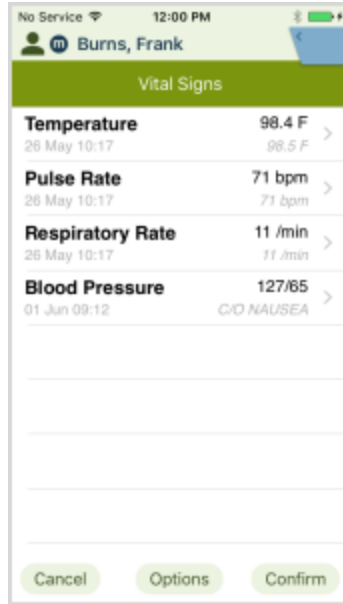 No Service 12:00 PM
m Burns, Frank
Vital Signs
Temperature 98.4 F
26 May 10:17 98.5 F
Pulse Rate 71 bpm
26 May 10:17 71 bpm
Respiratory Rate 11 /min
26 May 10:17 11 /min
Blood Pressure 127/65
01 Jun 09:12 C/O NAUSEA
Cancel Options Confirm